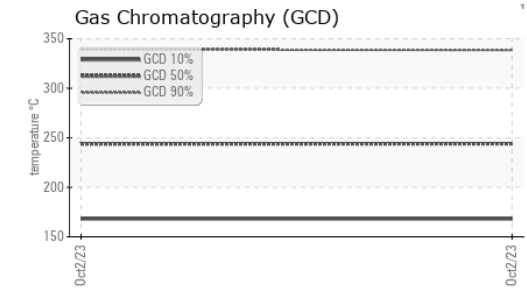 Gas Chromatography (GCD)
350
300
250
200
150
temperature °C
GCD 10%
GCD 50%
GCD 90%
Oct2/23
Oct2/23